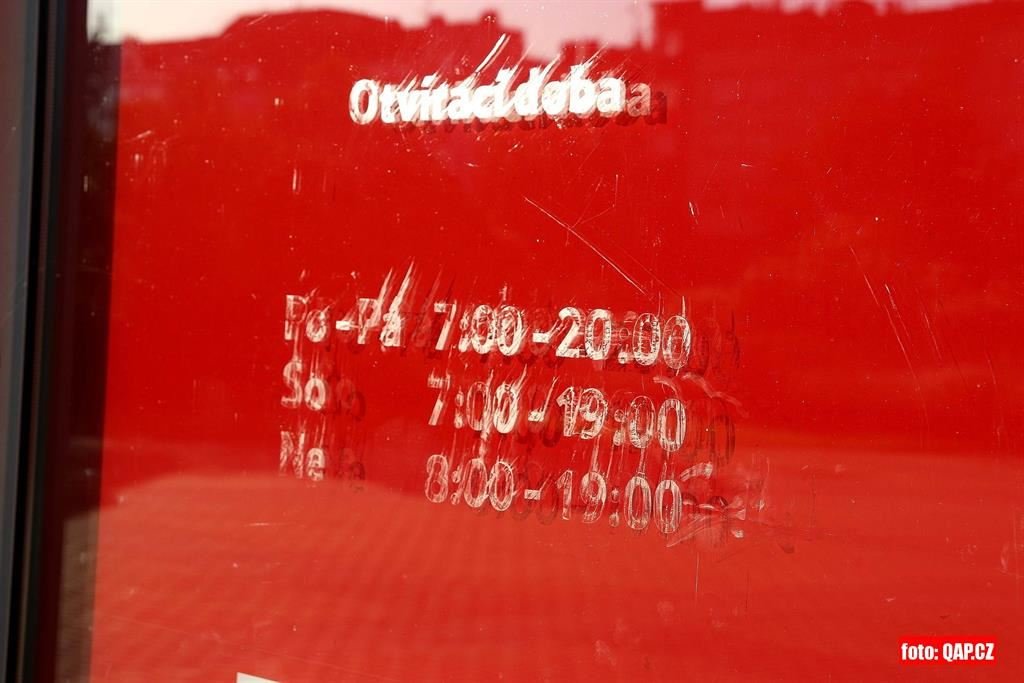 Otvírací doba
Po-Pá 7:00-20:00
So 7:00-19:00
Ne 8:00-19:00
foto: QAP.CZ